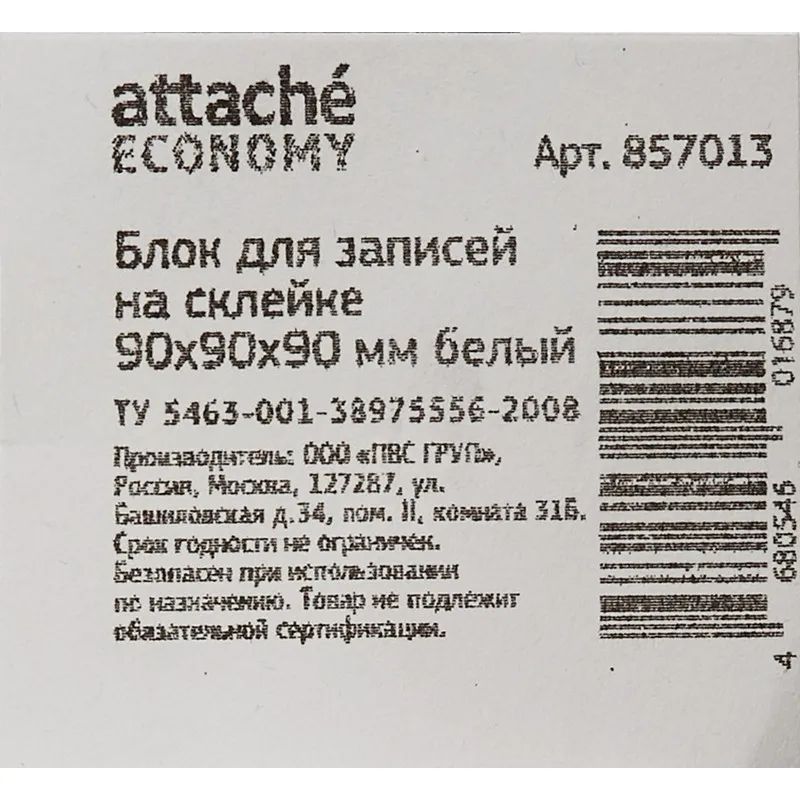 attaché
ECONOMY
Арт. 857013
Блок для записей
на склейке
90х90х90 мм белый
ТУ 5463-001-38975556-2008
Производитель: ООО «ПВС ГРУП»,
Россия, Москва, 127287, ул.
Башиловская д.34, пом. II, комната 31Б.
Срок годности не ограничен.
Безопасен при использовании
по назначению. Товар не подлежит
обязательной сертификации.
4 680546 016879